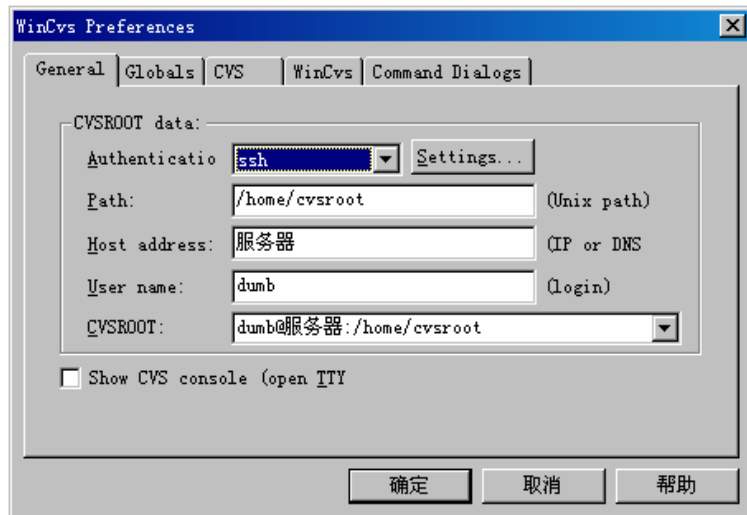 WinCvs Preferences
General Globals CVS WinCvs Command Dialogs
CVSROOT data:
Authenticatio ssh Settings...
Path: /home/cvsroot (Unix path)
Host address: 服务器 (IP or DNS
User name: dumb (login)
CVSROOT: dumb@服务器:/home/cvsroot
Show CVS console (open TTY
确定 取消 帮助